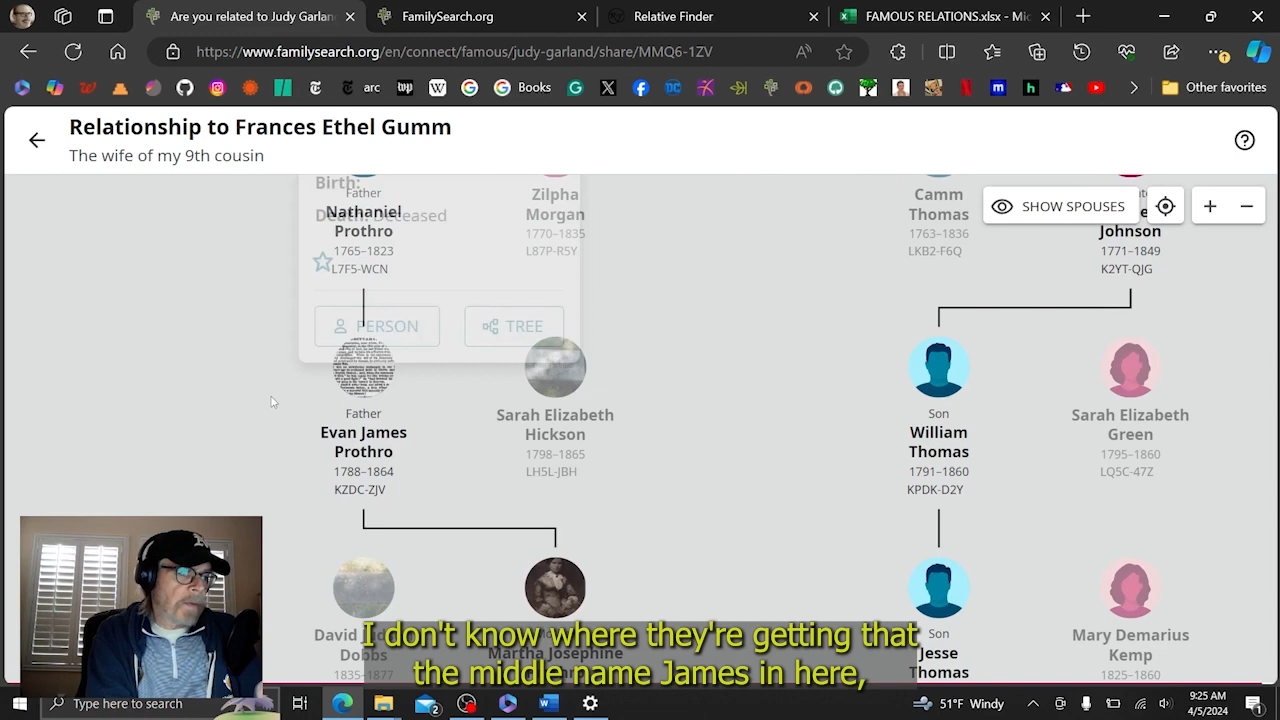 Are you related to Judy Garlan
FamilySearch.org
Relative Finder
FAMOUS RELATIONS.xlsx - Mic
https://www.familysearch.org/en/connect/famous/judy-garland/share/MMQ6-1ZV
arc
Books
Other favorites
Relationship to Frances Ethel Gumm
The wife of my 9th cousin
SHOW SPOUSES
Birth:
Death: Deceased
PERSON
TREE
Father
Nathaniel
Prothro
1765–1823
L7F5-WCN
Zilpha
Morgan
1770–1835
L87P-R5Y
Camm
Thomas
1763–1836
LKB2-F6Q
Johnson
1771–1849
K2YT-QJG
Father
Evan James
Prothro
1788–1864
KZDC-ZJV
Sarah Elizabeth
Hickson
1798–1865
LH5L-JBH
Son
William
Thomas
1791–1860
KPDK-D2Y
Sarah Elizabeth
Green
1795–1860
LQ5C-47Z
David
Dobbs
1835–1877
Martha Josephine
Son
Jesse
Thomas
Mary Demarius
Kemp
1825–1860
I don't know where they're getting that
the middle name James in here,
Type here to search
2
51°F Windy
9:25 AM
4/5/2024
1